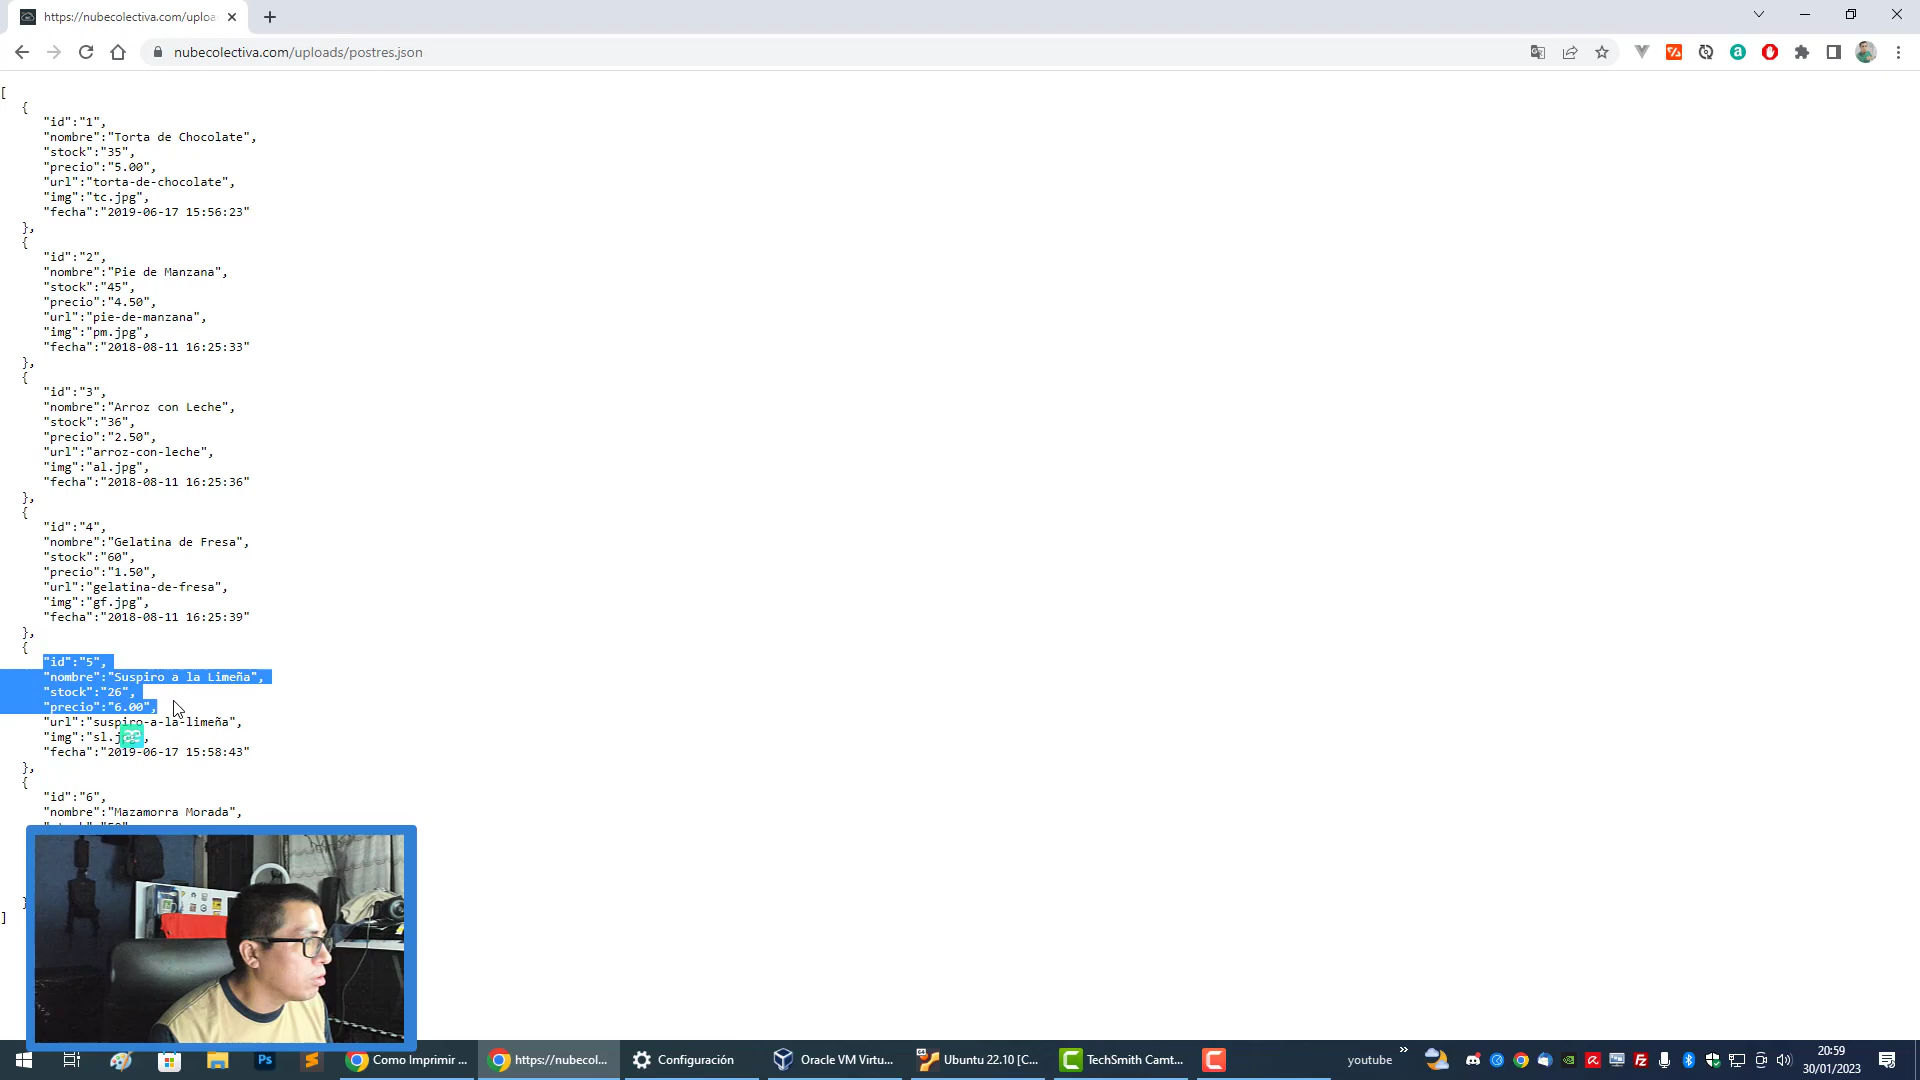 https://nubecolectiva.com/uploa
nubecolectiva.com/uploads/postres.json
[
{
"id":"1",
"nombre":"Torta de Chocolate",
"stock":"35",
"precio":"5.00",
"url":"torta-de-chocolate",
"img":"tc.jpg",
"fecha":"2019-06-17 15:56:23"
},
{
"id":"2",
"nombre":"Pie de Manzana",
"stock":"45",
"precio":"4.50",
"url":"pie-de-manzana",
"img":"pm.jpg",
"fecha":"2018-08-11 16:25:33"
},
{
"id":"3",
"nombre":"Arroz con Leche",
"stock":"36",
"precio":"2.50",
"url":"arroz-con-leche",
"img":"al.jpg",
"fecha":"2018-08-11 16:25:36"
},
{
"id":"4",
"nombre":"Gelatina de Fresa",
"stock":"60",
"precio":"1.50",
"url":"gelatina-de-fresa",
"img":"gf.jpg",
"fecha":"2018-08-11 16:25:39"
},
{
"id":"5",
"nombre":"Suspiro a la Limeña",
"stock":"26",
"precio":"6.00",
"url":"suspiro-a-la-limeña",
"img":"sl.j
"fecha":"2019-06-17 15:58:43"
},
{
"id":"6",
"nombre":"Mazamorra Morada",
]
Como Imprimir ...
https://nubecol...
Configuración
Oracle VM Virtu...
Ubuntu 22.10 [C...
TechSmith Camt...
youtube
20:59
30/01/2023